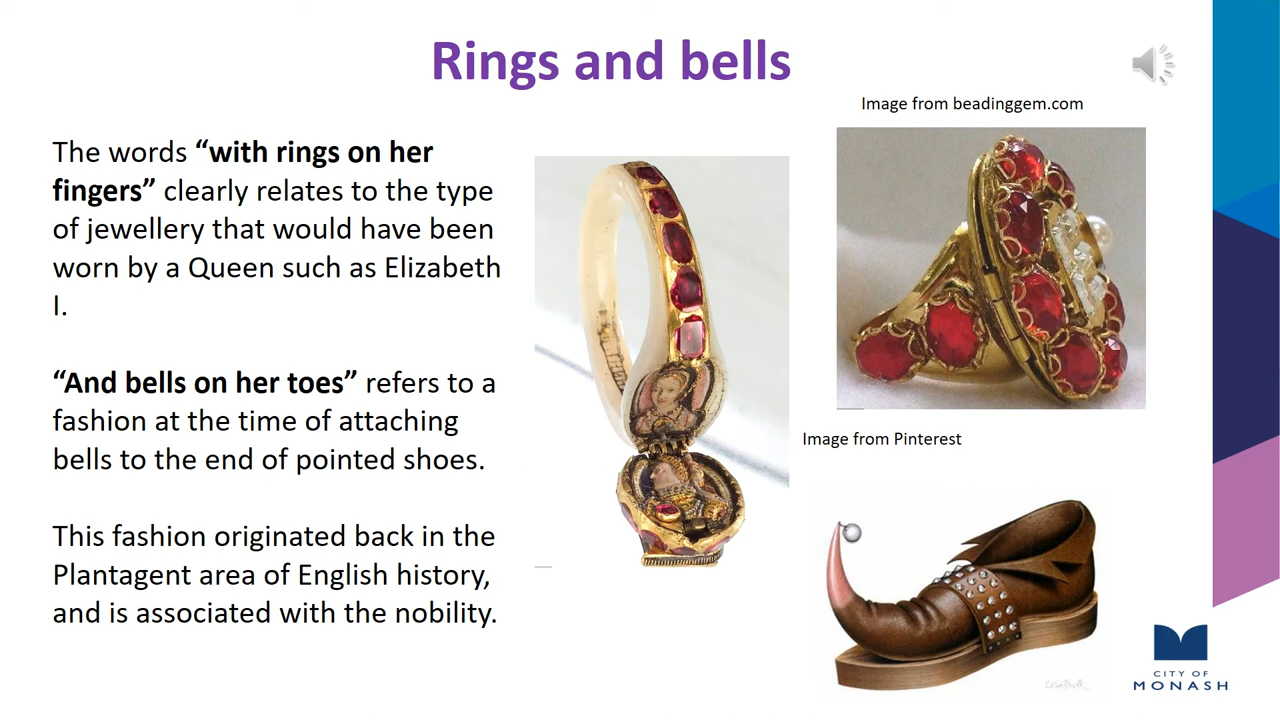 Rings and bells
Image from beadinggem.com
The words “with rings on her
fingers” clearly relates to the type
of jewellery that would have been
worn by a Queen such as Elizabeth
I.
“And bells on her toes” refers to a
fashion at the time of attaching
bells to the end of pointed shoes.
This fashion originated back in the
Plantagent area of English history,
and is associated with the nobility.
Image from Pinterest
CITY OF
MONASH